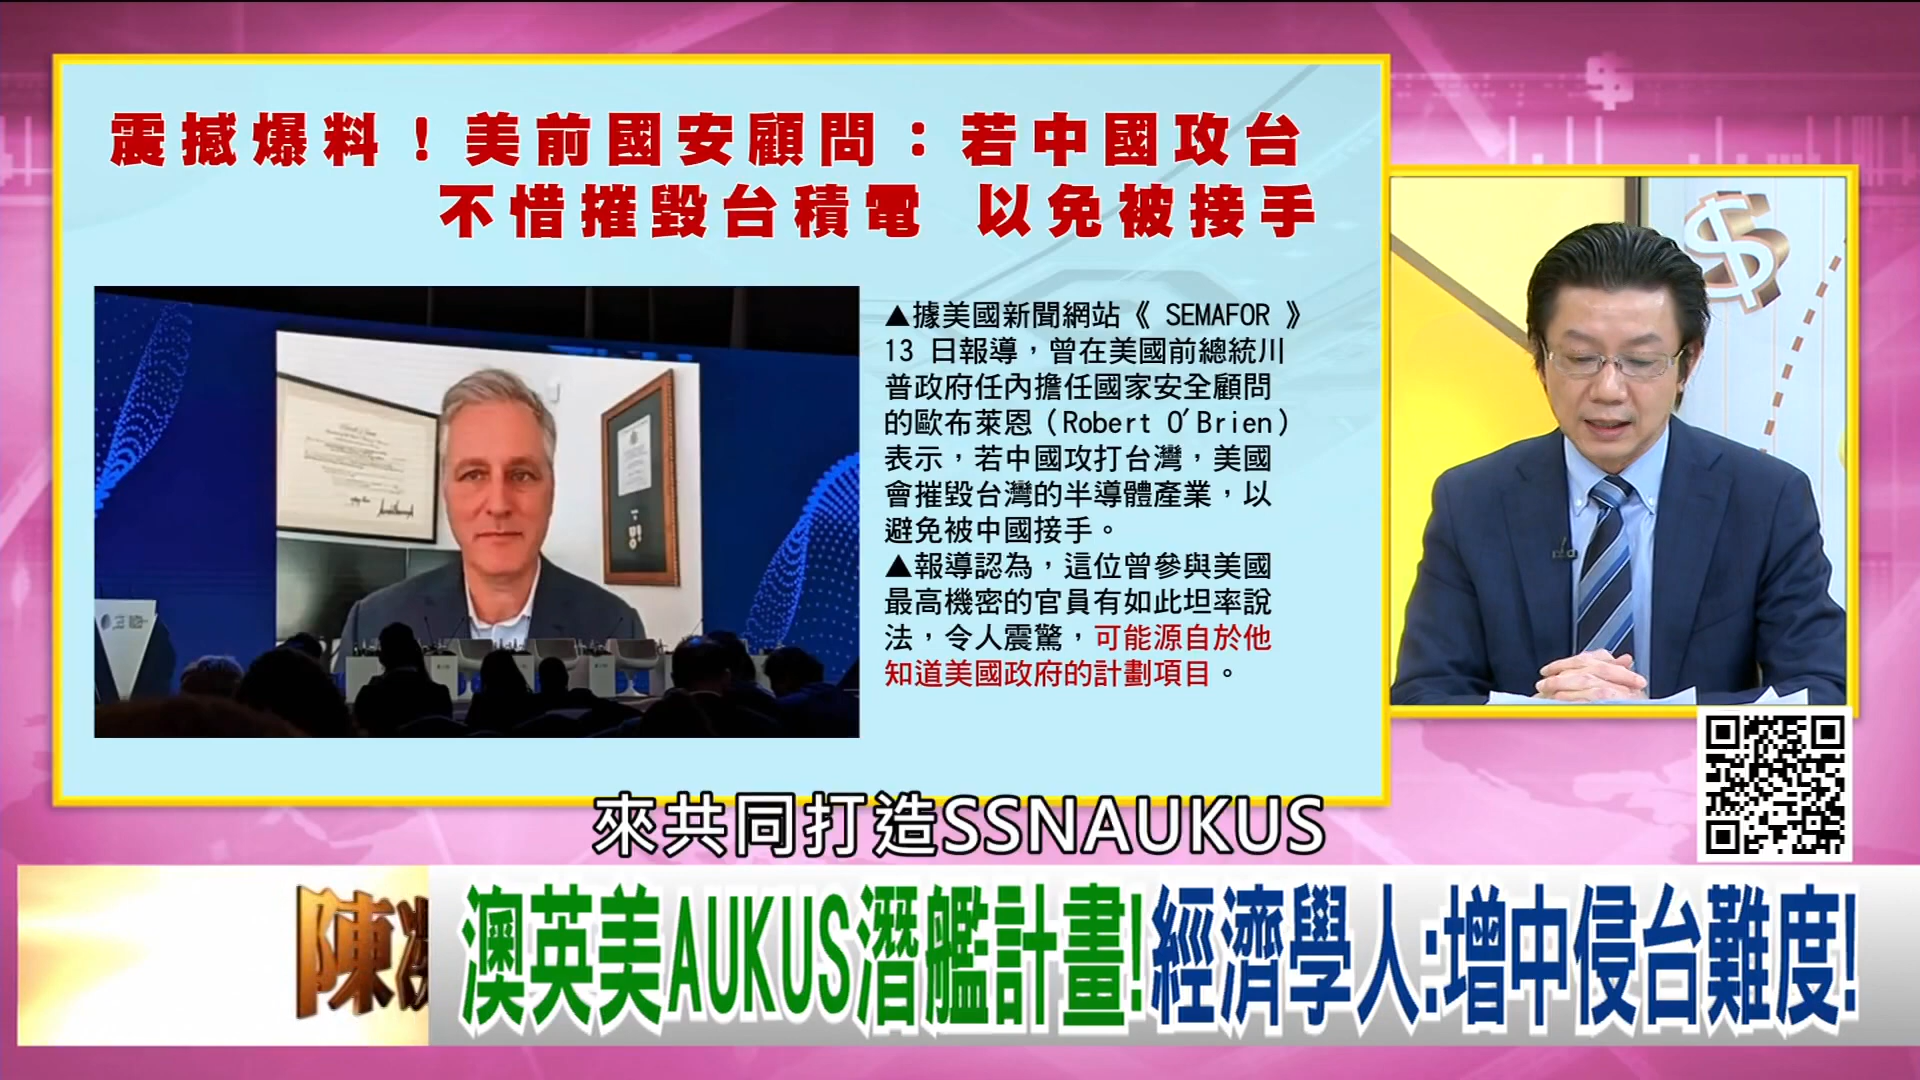 震撼爆料！美前國安顧問：若中國攻台
不惜摧毀台積電 以免被接手
▲據美國新聞網站《 SEMAFOR 》
13 日報導，曾在美國前總統川
普政府任內擔任國家安全顧問
的歐布萊恩（Robert O'Brien）
表示，若中國攻打台灣，美國
會摧毀台灣的半導體產業，以
避免被中國接手。
▲報導認為，這位曾參與美國
最高機密的官員有如此坦率說
法，令人震驚，可能源自於他
知道美國政府的計劃項目。
來共同打造SSNAUKUS
陳
澳英美AUKUS潛艦計畫!經濟學人:增中侵台難度!